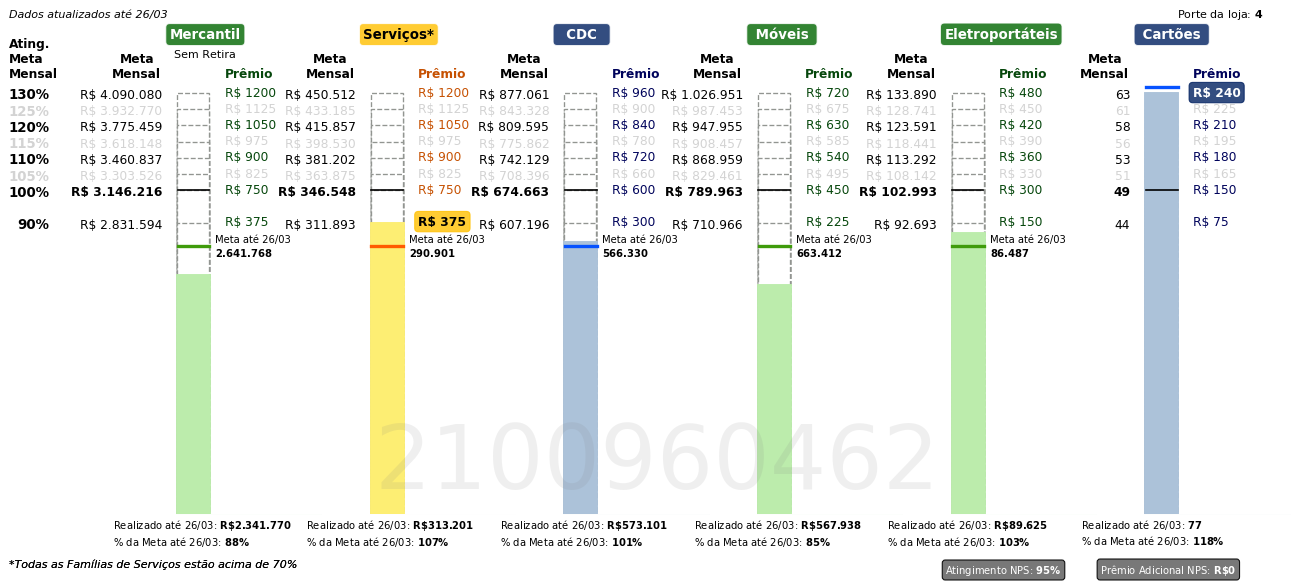 Dados atualizados até 26/03
Porte da loja: 4
Mercantil Serviços* CDC Móveis Eletroportáteis Cartões
Sem Retira
Ating. Meta Mensal
Meta Mensal Prêmio Meta Mensal Prêmio Meta Mensal Prêmio Meta Mensal Prêmio Meta Mensal Prêmio Meta Mensal Prêmio
130% R$ 4.090.080 R$ 1200 R$ 450.512 R$ 1200 R$ 877.061 R$ 960 R$ 1.026.951 R$ 720 R$ 133.890 R$ 480 63 R$ 240
125% R$ 3.932.770 R$ 1125 R$ 433.185 R$ 1125 R$ 843.328 R$ 900 R$ 987.453 R$ 675 R$ 128.741 R$ 450 61 R$ 225
120% R$ 3.775.459 R$ 1050 R$ 415.857 R$ 1050 R$ 809.595 R$ 840 R$ 947.955 R$ 630 R$ 123.591 R$ 420 58 R$ 210
115% R$ 3.618.148 R$ 975 R$ 398.530 R$ 975 R$ 775.862 R$ 780 R$ 908.457 R$ 585 R$ 118.441 R$ 390 56 R$ 195
110% R$ 3.460.837 R$ 900 R$ 381.202 R$ 900 R$ 742.129 R$ 720 R$ 868.959 R$ 540 R$ 113.292 R$ 360 53 R$ 180
105% R$ 3.303.526 R$ 825 R$ 363.875 R$ 825 R$ 708.396 R$ 660 R$ 829.461 R$ 495 R$ 108.142 R$ 330 51 R$ 165
100% R$ 3.146.216 R$ 750 R$ 346.548 R$ 750 R$ 674.663 R$ 600 R$ 789.963 R$ 450 R$ 102.993 R$ 300 49 R$ 150
90% R$ 2.831.594 R$ 375 R$ 311.893 R$ 375 R$ 607.196 R$ 300 R$ 710.966 R$ 225 R$ 92.693 R$ 150 44 R$ 75
Meta até 26/03 Meta até 26/03 Meta até 26/03 Meta até 26/03 Meta até 26/03
2.641.768 290.901 566.330 663.412 86.487
2100960462
Realizado até 26/03: R$2.341.770 Realizado até 26/03: R$313.201 Realizado até 26/03: R$573.101 Realizado até 26/03: R$567.938 Realizado até 26/03: R$89.625 Realizado até 26/03: 77
% da Meta até 26/03: 88% % da Meta até 26/03: 107% % da Meta até 26/03: 101% % da Meta até 26/03: 85% % da Meta até 26/03: 103% % da Meta até 26/03: 118%
*Todas as Famílias de Serviços estão acima de 70%
Atingimento NPS: 95% Prêmio Adicional NPS: R$0